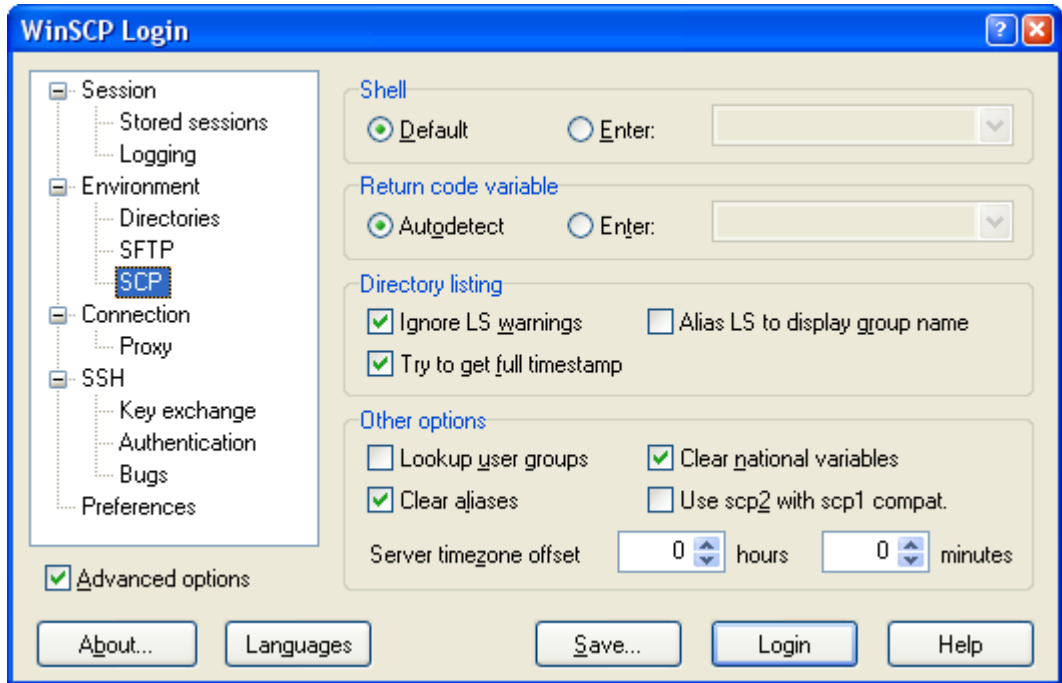 WinSCP Login
Session
Stored sessions
Logging
Environment
Directories
SFTP
SCP
Connection
Proxy
SSH
Key exchange
Authentication
Bugs
Preferences
Advanced options
Shell
Default Enter:
Return code variable
Autodetect Enter:
Directory listing
Ignore LS warnings Alias LS to display group name
Try to get full timestamp
Other options
Lookup user groups Clear national variables
Clear aliases Use scp2 with scp1 compat.
Server timezone offset 0 hours 0 minutes
About... Languages Save... Login Help